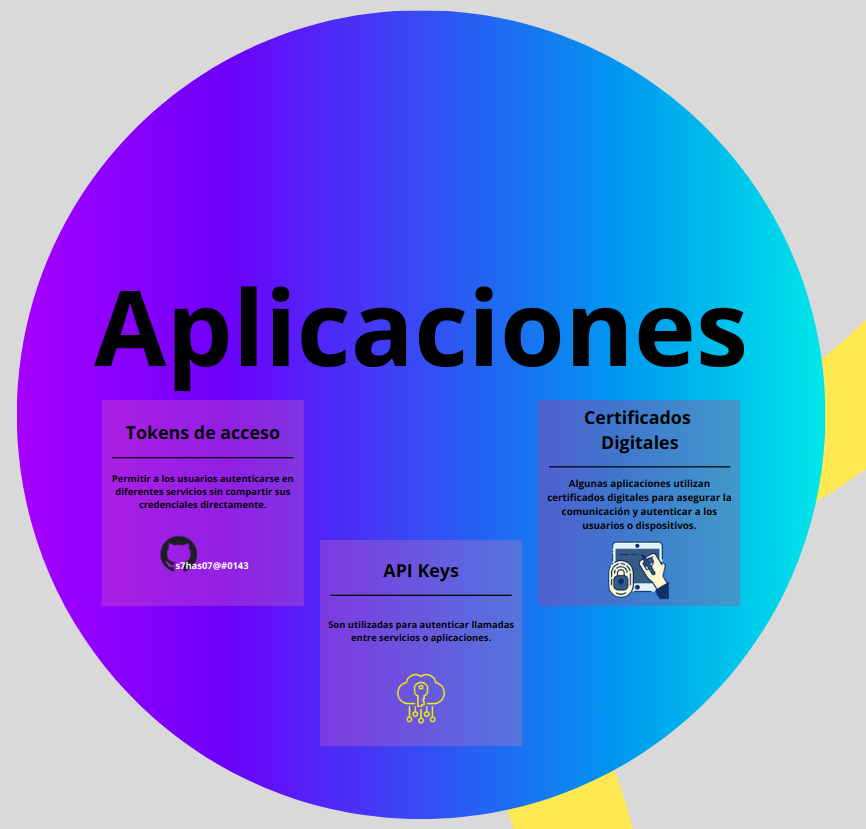 Aplicaciones
Tokens de acceso
Permitir a los usuarios autenticarse en
diferentes servicios sin compartir sus
credenciales directamente.
s7has07@#0143
API Keys
Son utilizadas para autenticar llamadas
entre servicios o aplicaciones.
Certificados
Digitales
Algunas aplicaciones utilizan
certificados digitales para asegurar la
comunicación y autenticar a los
usuarios o dispositivos.